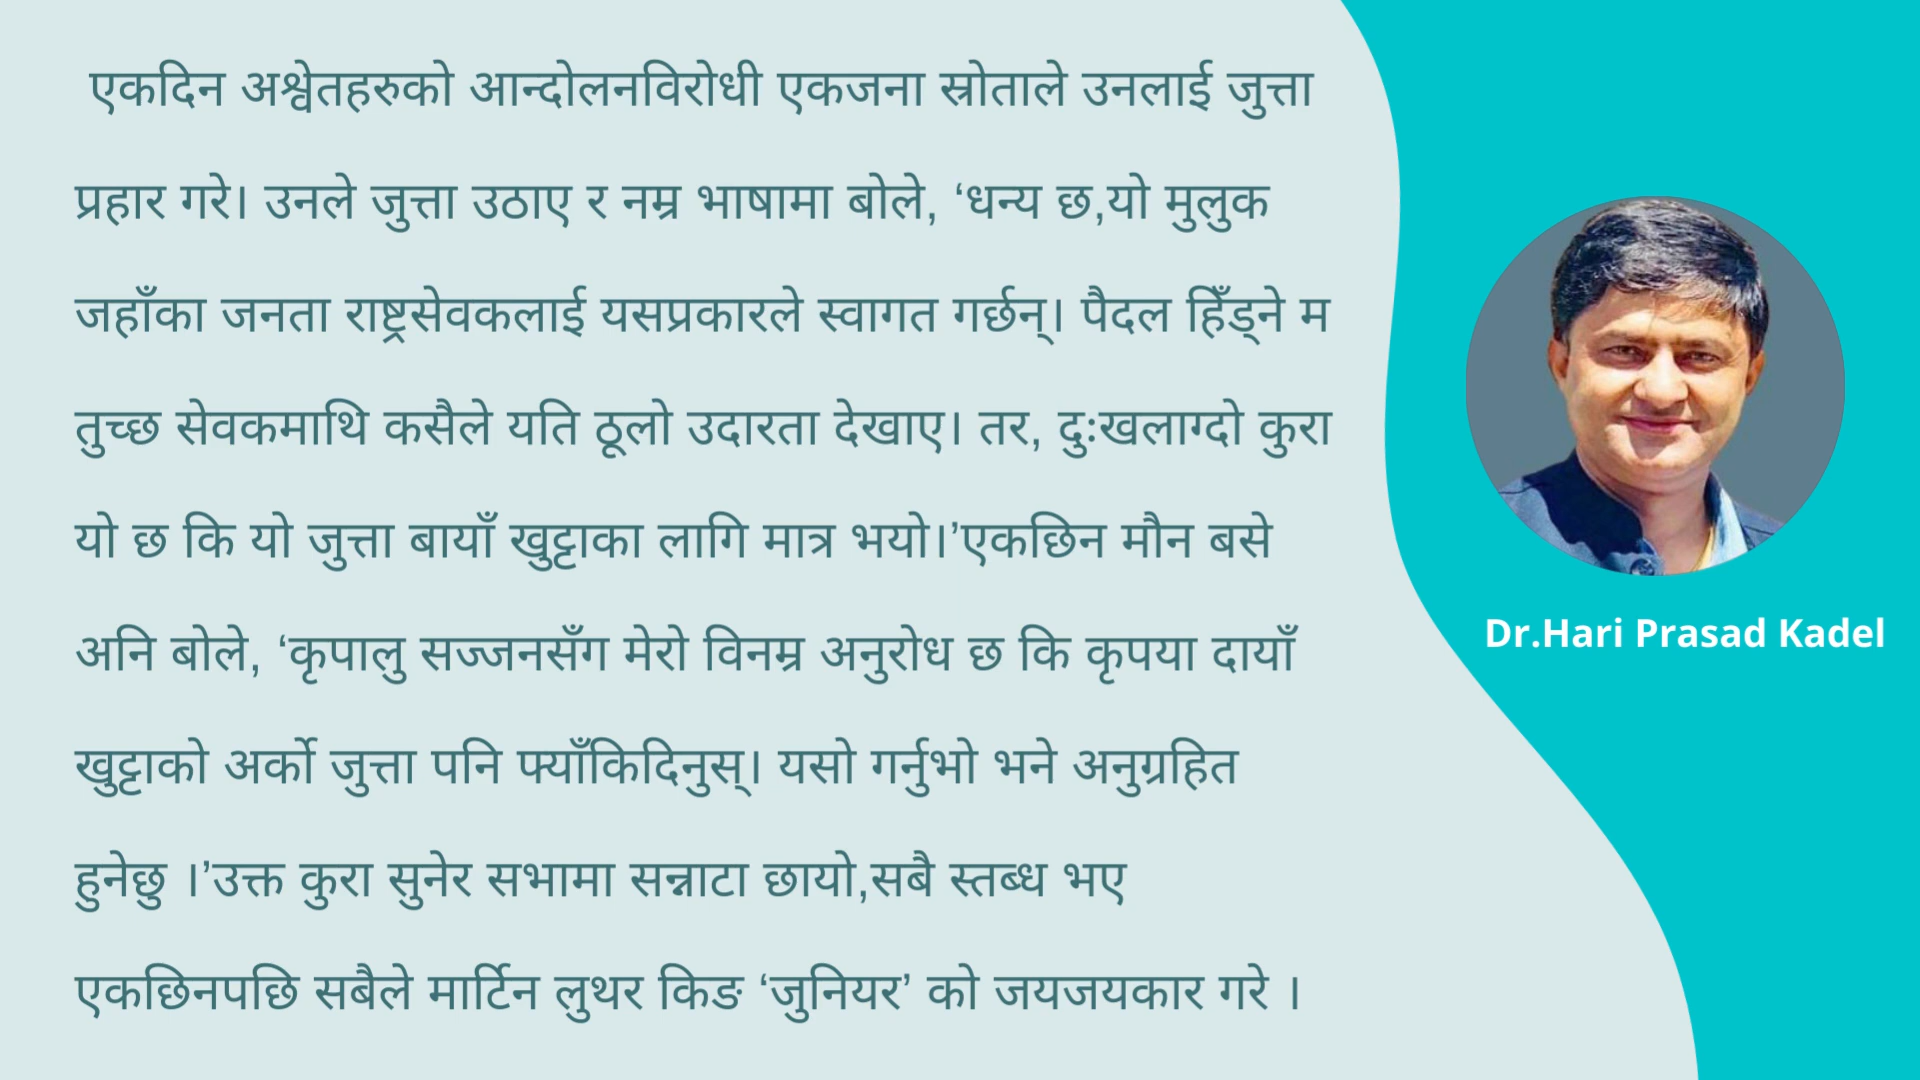 एकदिन अश्वेतहरुको आन्दोलनविरोधी एकजना स्रोताले उनलाई जुत्ता
प्रहार गरे। उनले जुत्ता उठाए र नम्र भाषामा बोले, ‘धन्य छ,यो मुलुक
जहाँका जनता राष्ट्रसेवकलाई यसप्रकारले स्वागत गर्छन्। पैदल हिँड्ने म
तुच्छ सेवकमाथि कसैले यति ठूलो उदारता देखाए। तर, दुःखलाग्दो कुरा
यो छ कि यो जुत्ता बायाँ खुट्टाका लागि मात्र भयो।’एकछिन मौन बसे
अनि बोले, ‘कृपालु सज्जनसँग मेरो विनम्र अनुरोध छ कि कृपया दायाँ
खुट्टाको अर्को जुत्ता पनि फ्याँकिदिनुस्। यसो गर्नुभो भने अनुग्रहित
हुनेछु ।’उक्त कुरा सुनेर सभामा सन्नाटा छायो,सबै स्तब्ध भए
एकछिनपछि सबैले मार्टिन लुथर किङ ‘जुनियर’ को जयजयकार गरे ।
Dr.Hari Prasad Kadel